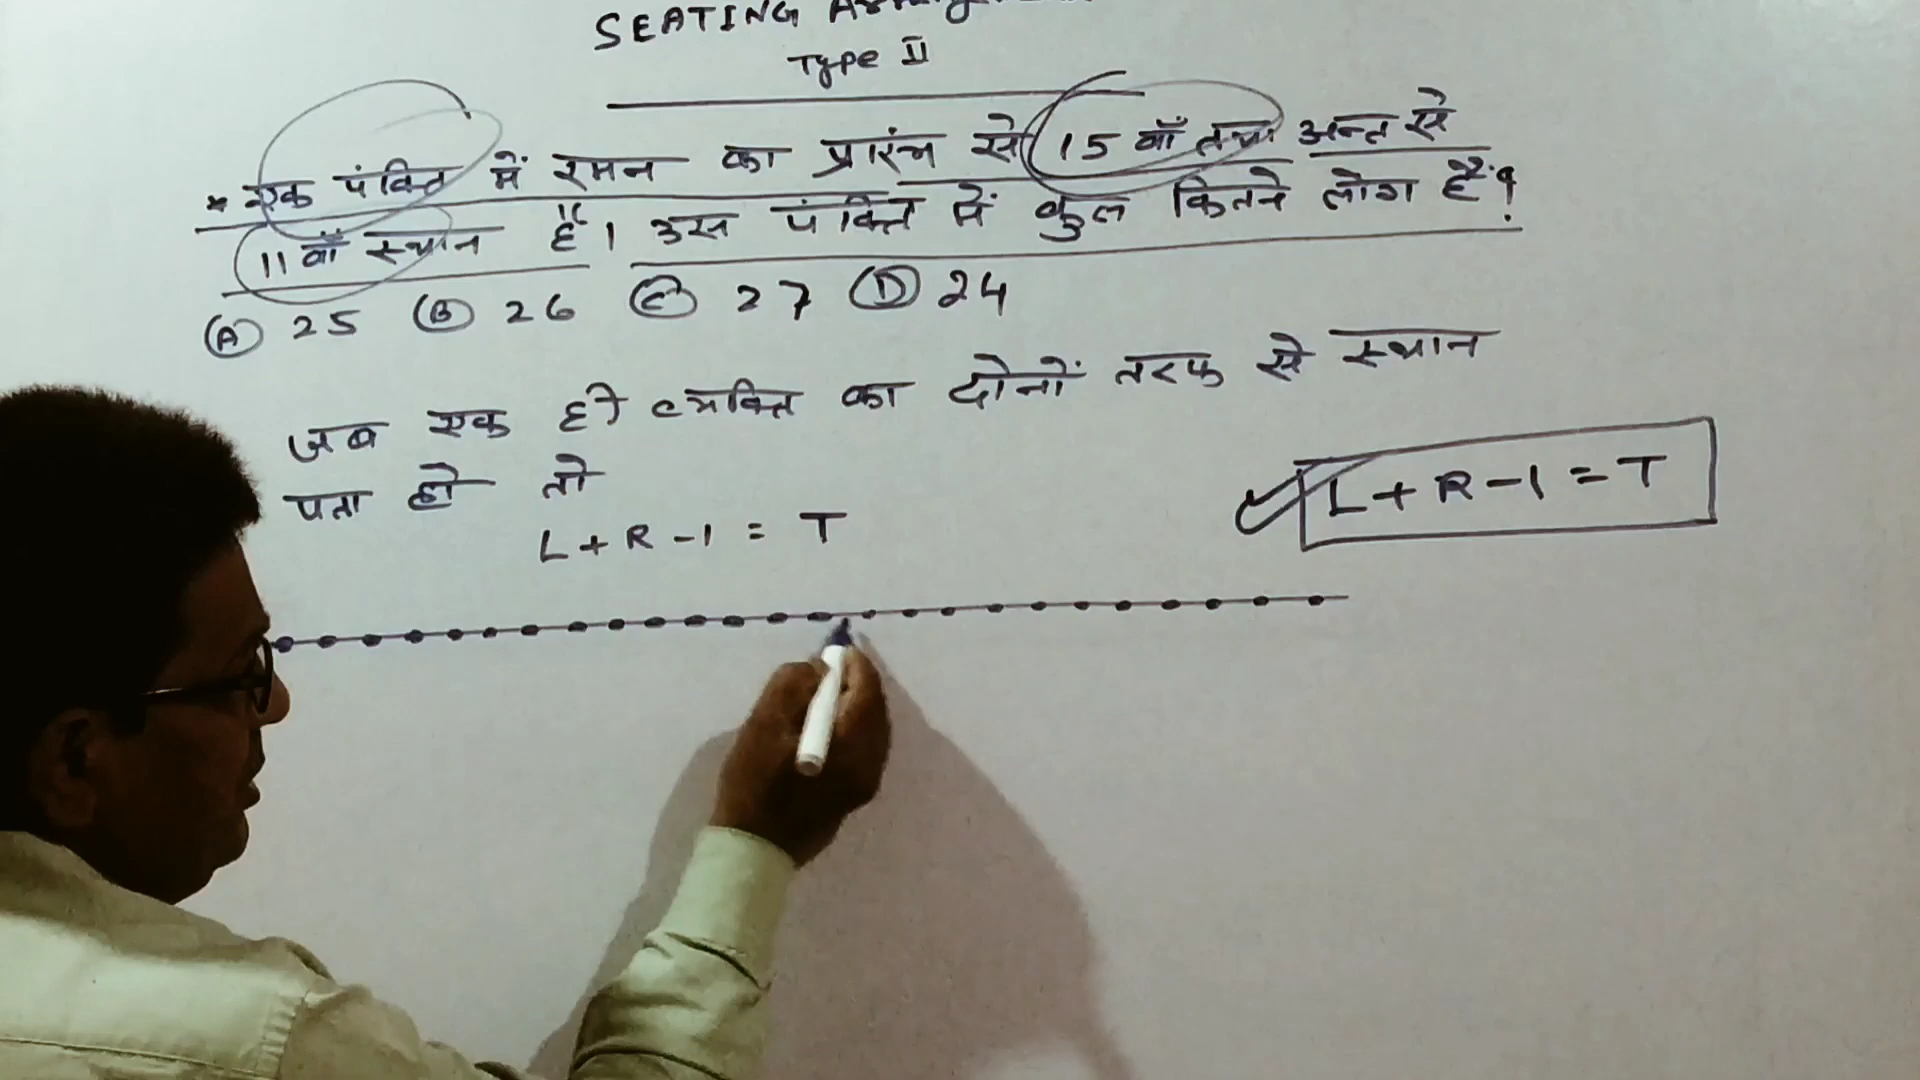 SEATING
Type II
* एक पंक्ति में रमन का प्रारंभ से 15 वाँ तथा अन्त से
11 वाँ स्थान है। उस पंक्ति में कुल कितने लोग हैं?
(A) 25 (B) 26 (C) 27 (D) 24
जब एक ही व्यक्ति का दोनों तरफ से स्थान
पता हो तो
L + R - 1 = T
L + R - 1 = T